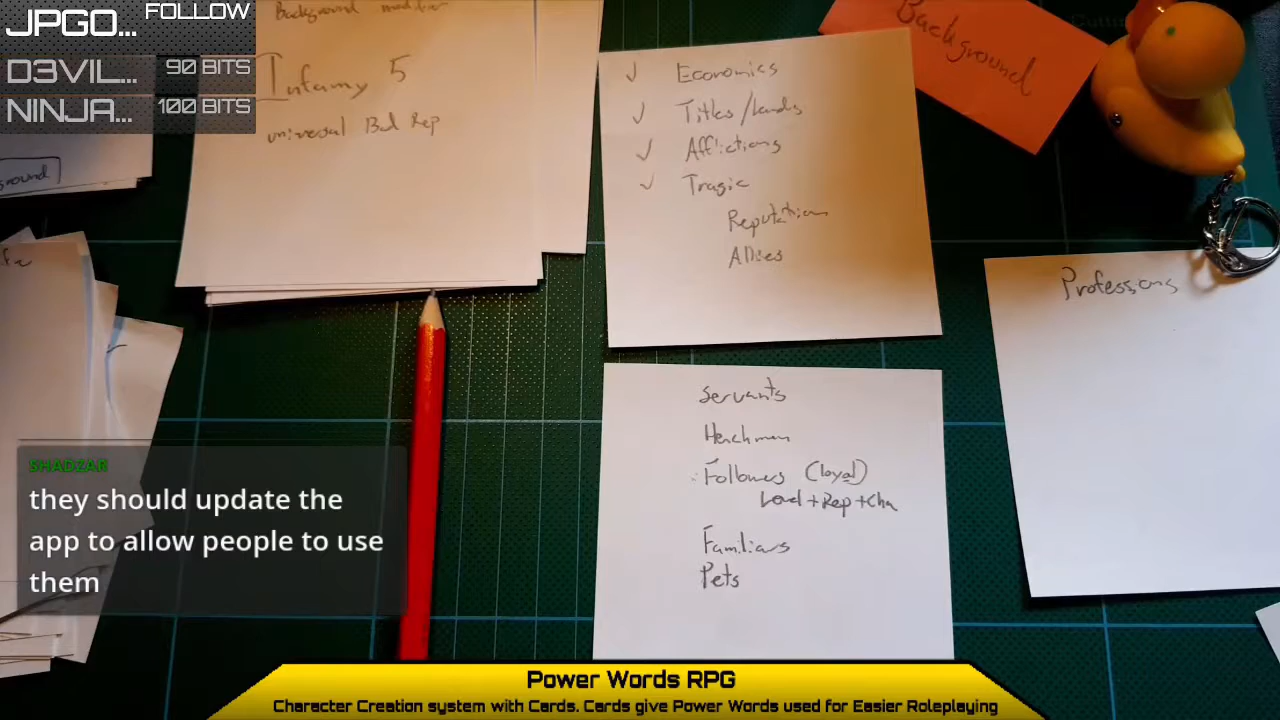 JPGO...
FOLLOW
D3VIL...
90 BITS
NINJA...
100 BITS
Background modifier
Infamy 5
universal Bad Rep
ground
✓ Economics
✓ Titles/lands
✓ Afflictions
✓ Tragic
Reputation
Allies
Background
Professions
Servants
Henchmen
Followers (loyal)
Level+Rep+Cha
Familiars
Pets
SHADZAR
they should update the
app to allow people to use
them
Power Words RPG
Character Creation system with Cards. Cards give Power Words used for Easier Roleplaying